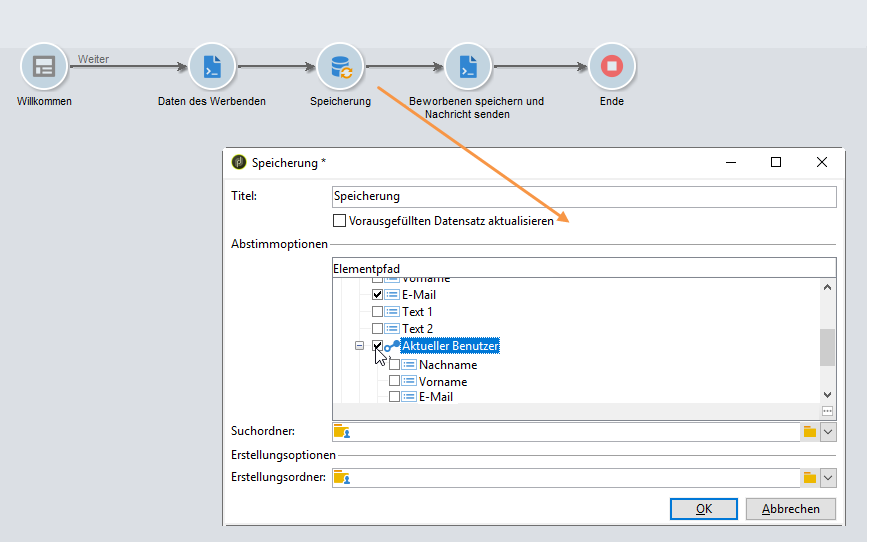 Weiter
Willkommen
Daten des Werbenden
Speicherung
Beworbenen speichern und
Nachricht senden
Ende
Speicherung *
Titel:
Speicherung
Vorausgefüllten Datensatz aktualisieren
Abstimmoptionen
Elementpfad
Vorname
E-Mail
Text 1
Text 2
Aktueller Benutzer
Nachname
Vorname
E-Mail
Suchordner:
Erstellungsoptionen
Erstellungsordner:
OK
Abbrechen